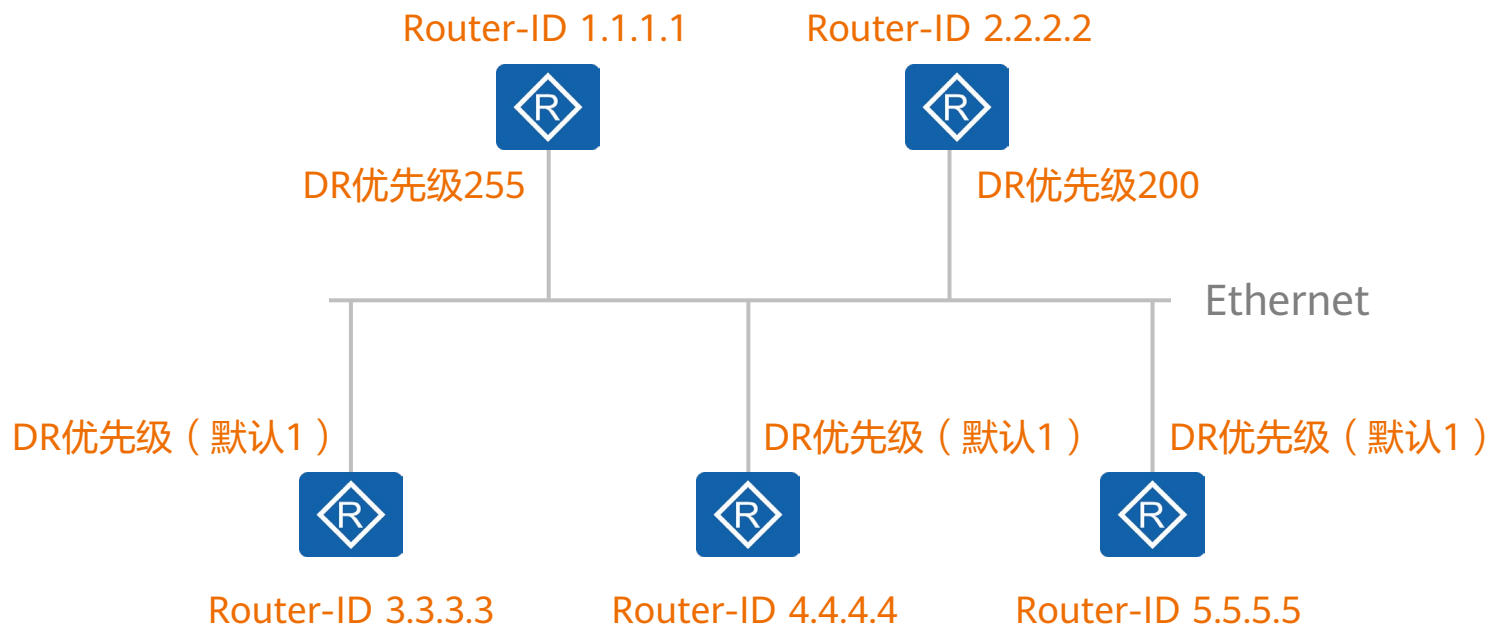 Router-ID 1.1.1.1
Router-ID 2.2.2.2
R
R
DR优先级255
DR优先级200
Ethernet
DR优先级（默认1）
DR优先级（默认1）
DR优先级（默认1）
R
R
R
Router-ID 3.3.3.3
Router-ID 4.4.4.4
Router-ID 5.5.5.5